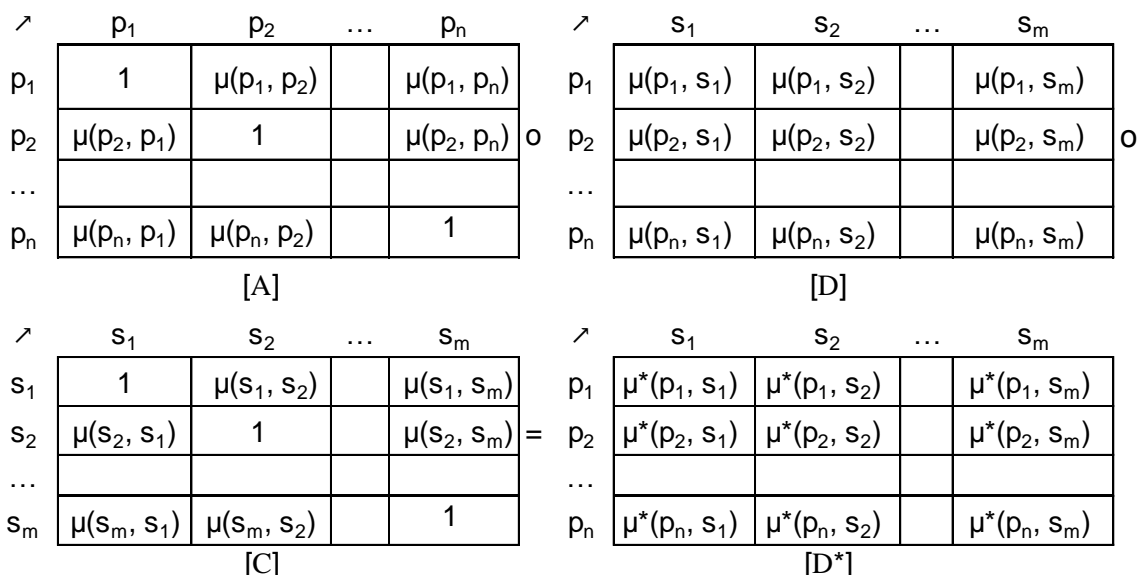 ↗ p₁ p₂ … pₙ ↗ s₁ s₂ … sₘ
p₁ 1 μ(p₁, p₂) μ(p₁, pₙ) p₁ μ(p₁, s₁) μ(p₁, s₂) μ(p₁, sₘ)
p₂ μ(p₂, p₁) 1 μ(p₂, pₙ) o p₂ μ(p₂, s₁) μ(p₂, s₂) μ(p₂, sₘ) o
… …
pₙ μ(pₙ, p₁) μ(pₙ, p₂) 1 pₙ μ(pₙ, s₁) μ(pₙ, s₂) μ(pₙ, sₘ)
[A] [D]
↗ s₁ s₂ … sₘ ↗ s₁ s₂ … sₘ
s₁ 1 μ(s₁, s₂) μ(s₁, sₘ) p₁ μ*(p₁, s₁) μ*(p₁, s₂) μ*(p₁, sₘ)
s₂ μ(s₂, s₁) 1 μ(s₂, sₘ) = p₂ μ*(p₂, s₁) μ*(p₂, s₂) μ*(p₂, sₘ)
… …
sₘ μ(sₘ, s₁) μ(sₘ, s₂) 1 pₙ μ*(pₙ, s₁) μ*(pₙ, s₂) μ*(pₙ, sₘ)
[C] [D*]